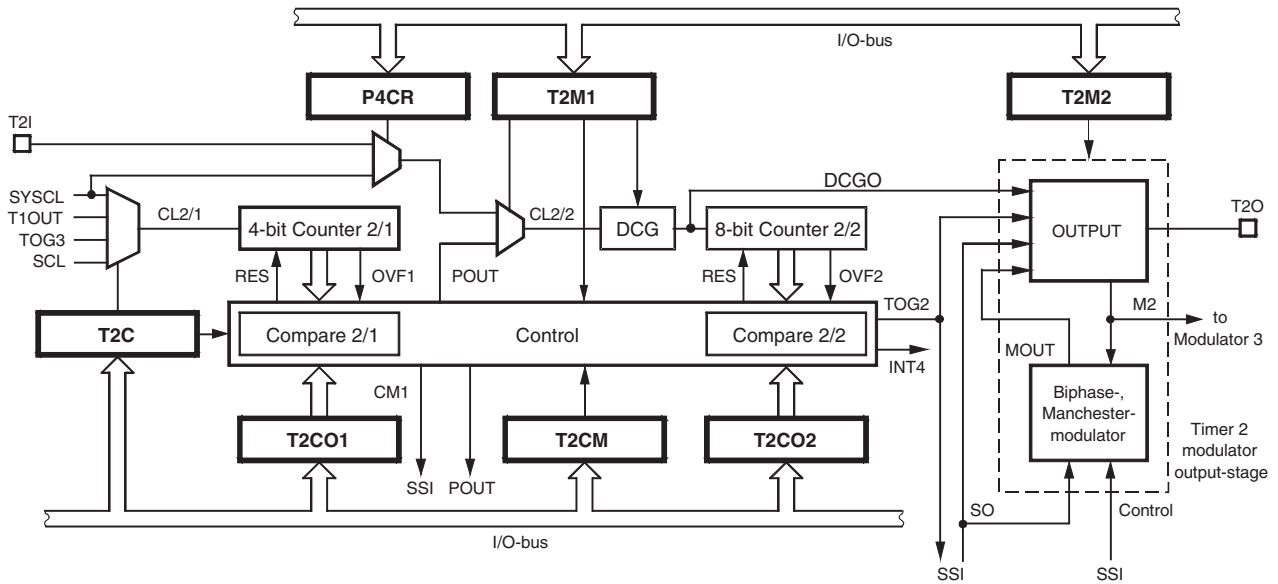 I/O-bus
P4CR
T2M1
T2M2
T2I
SYSCL
T1OUT
TOG3
SCL
CL2/1
4-bit Counter 2/1
CL2/2
DCG
DCGO
8-bit Counter 2/2
OUTPUT
T2O
RES
OVF1
POUT
RES
OVF2
TOG2
M2
to
Modulator 3
T2C
Compare 2/1
Control
Compare 2/2
INT4
MOUT
Biphase-,
Manchester-
modulator
CM1
T2CO1
T2CM
T2CO2
Timer 2
modulator
output-stage
SSI
POUT
SO
Control
I/O-bus
SSI
SSI